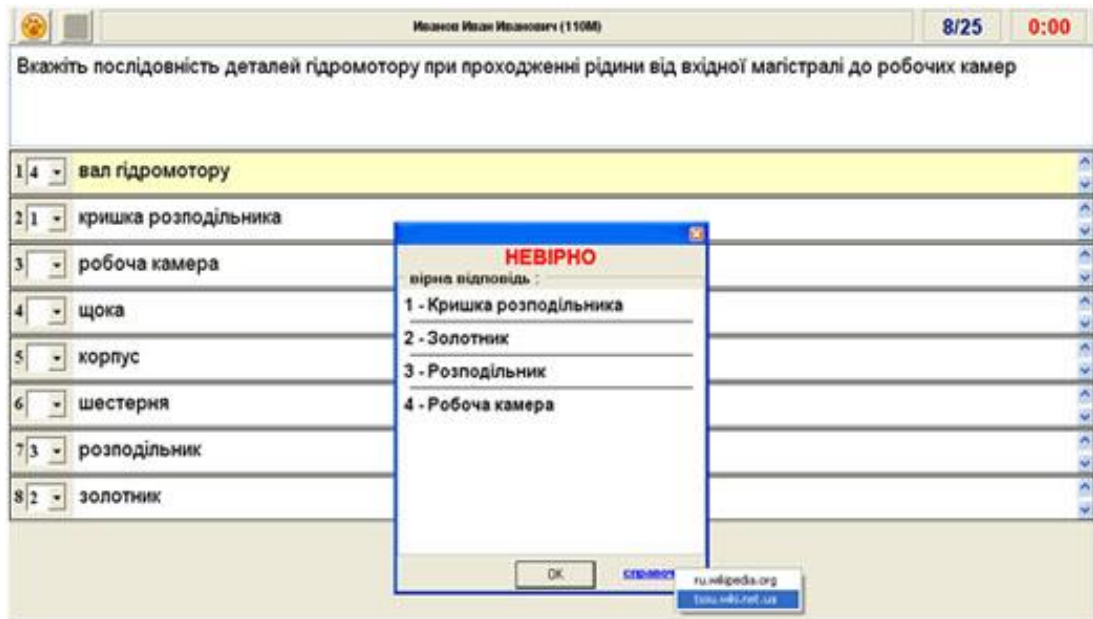 Иванов Иван Иванович (110М)
8/25
0:00
Вкажіть послідовність деталей гідромотору при проходженні рідини від вхідної магістралі до робочих камер
1 4 вал гідромотору
2 1 кришка розподільника
3 робоча камера
4 щока
5 корпус
6 шестерня
7 3 розподільник
8 2 золотник
НЕВІРНО
вірна відповідь :
1 - Кришка розподільника
2 - Золотник
3 - Розподільник
4 - Робоча камера
OK
ru.wikipedia.org